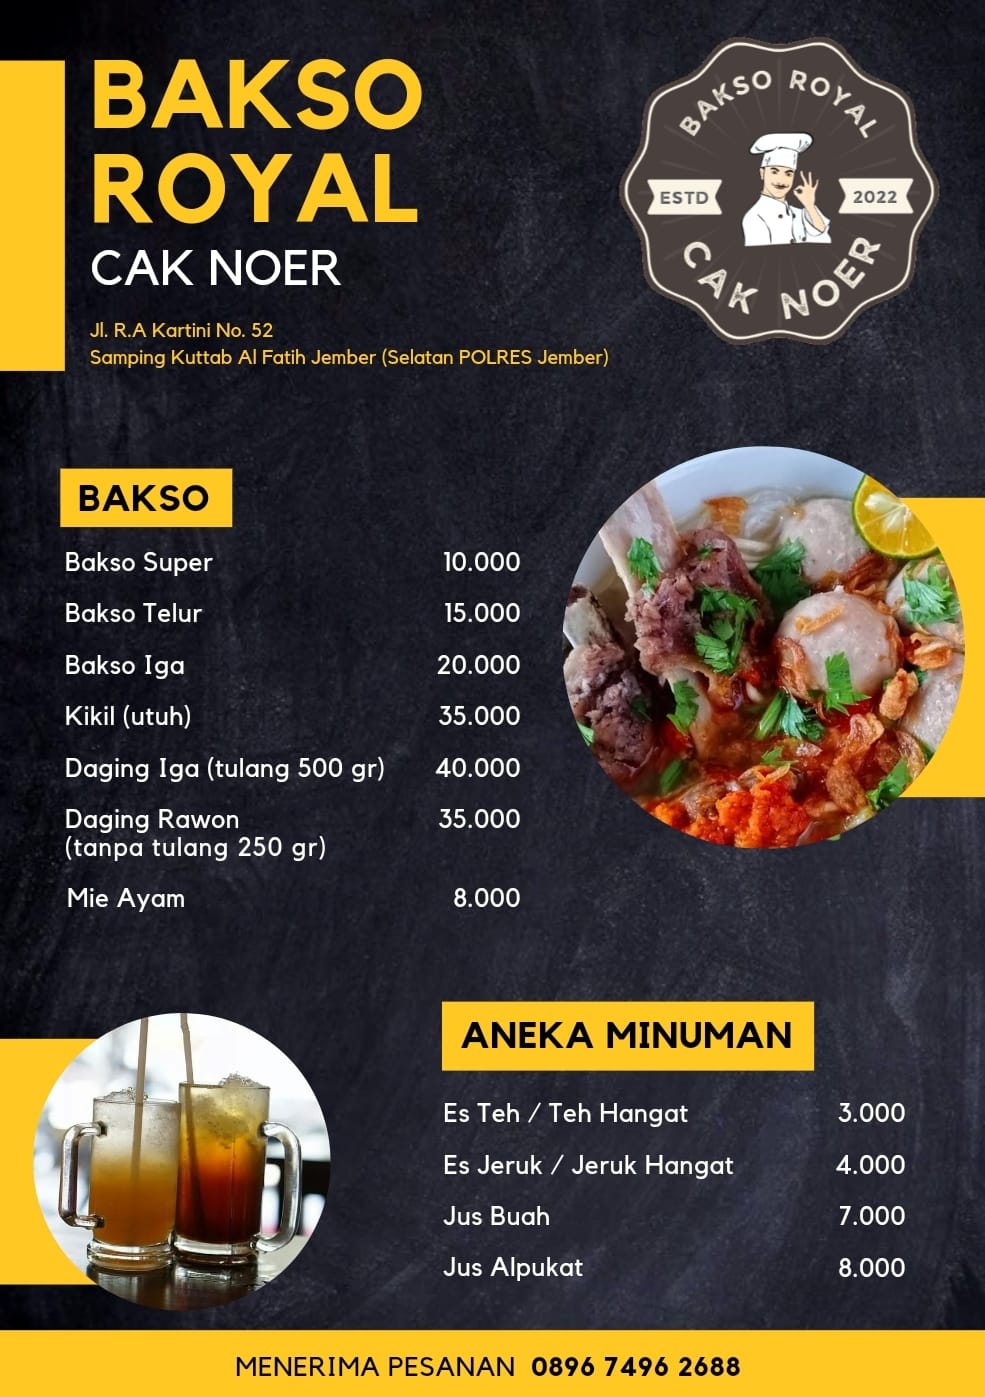 BAKSO
ROYAL
CAK NOER
Jl. R.A Kartini No. 52
Samping Kuttab Al Fatih Jember (Selatan POLRES Jember)
BAKSO ROYAL
ESTD 2022
CAK NOER
BAKSO
Bakso Super 10.000
Bakso Telur 15.000
Bakso Iga 20.000
Kikil (utuh) 35.000
Daging Iga (tulang 500 gr) 40.000
Daging Rawon 35.000
(tanpa tulang 250 gr)
Mie Ayam 8.000
ANEKA MINUMAN
Es Teh / Teh Hangat 3.000
Es Jeruk / Jeruk Hangat 4.000
Jus Buah 7.000
Jus Alpukat 8.000
MENERIMA PESANAN 0896 7496 2688